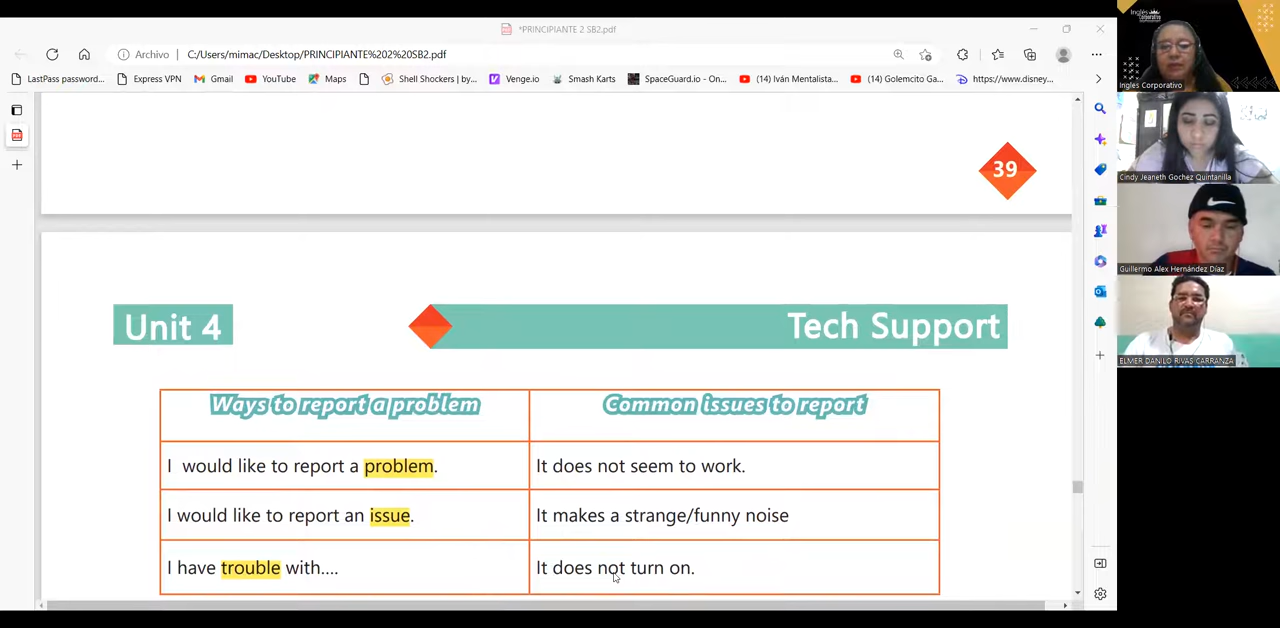 *PRINCIPIANTE 2 SB2.pdf
Archivo
C:/Users/mimac/Desktop/PRINCIPIANTE%202%20SB2.pdf
LastPass password...
Express VPN
Gmail
YouTube
Maps
Shell Shockers | by...
Venge.io
Smash Karts
SpaceGuard.io - On...
(14) Iván Mentalista...
(14) Golemcito Ga...
https://www.disney...
39
Unit 4
Tech Support
Ways to report a problem
Common issues to report
I would like to report a problem.
It does not seem to work.
I would like to report an issue.
It makes a strange/funny noise
I have trouble with....
It does not turn on.
Inglés
Corporativo
Inglés Corporativo
Cindy Jeaneth Gochez Quintanilla
Guillermo Alex Hernández Díaz
ELMER DANILO RIVAS CARRANZA